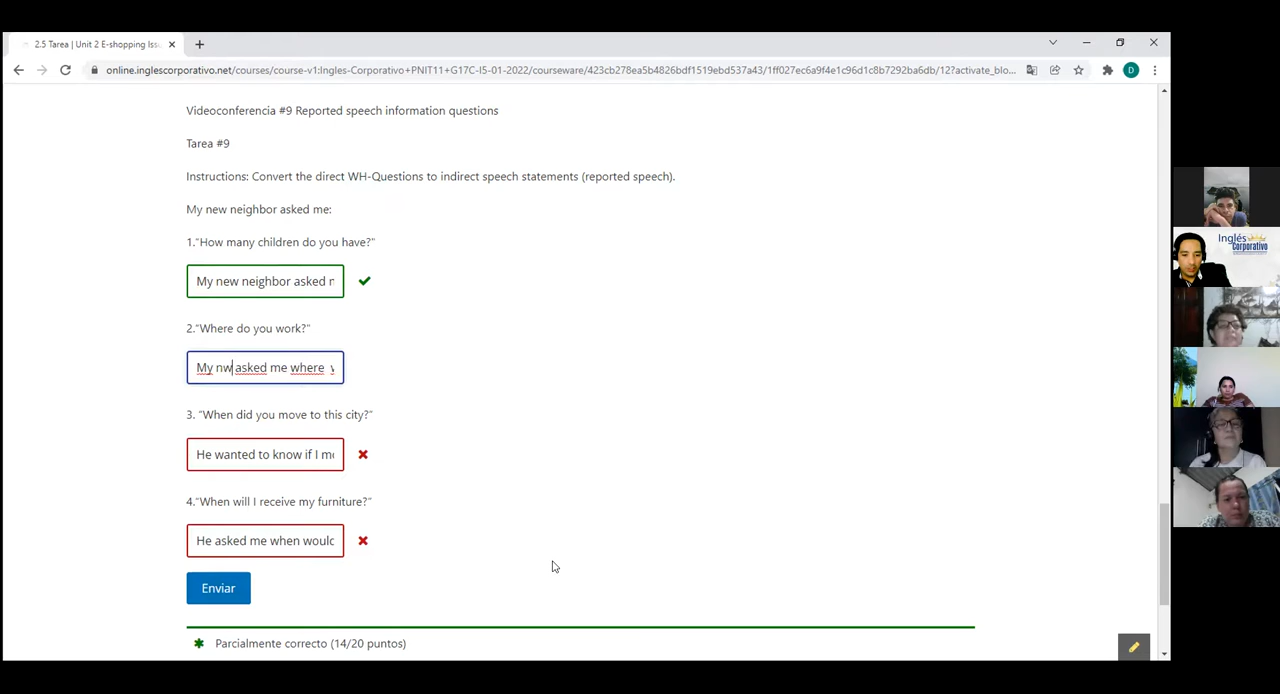 2.5 Tarea | Unit 2 E-shopping Iss
online.inglescorporativo.net/courses/course-v1:Ingles-Corporativo+PNIT11+G17C-I5-01-2022/courseware/423cb278ea5b4826bdf1519ebd537a43/1ff027ec6a9f4e1c96d1c8b7292ba6db/12?activate_blo...
D
Videoconferencia #9 Reported speech information questions
Tarea #9
Instructions: Convert the direct WH-Questions to indirect speech statements (reported speech).
My new neighbor asked me:
1."How many children do you have?"
My new neighbor asked
2."Where do you work?"
My nw asked me where
3. "When did you move to this city?"
He wanted to know if I
4."When will I receive my furniture?"
He asked me when
Enviar
Parcialmente correcto (14/20 puntos)
Inglés
Corporativo